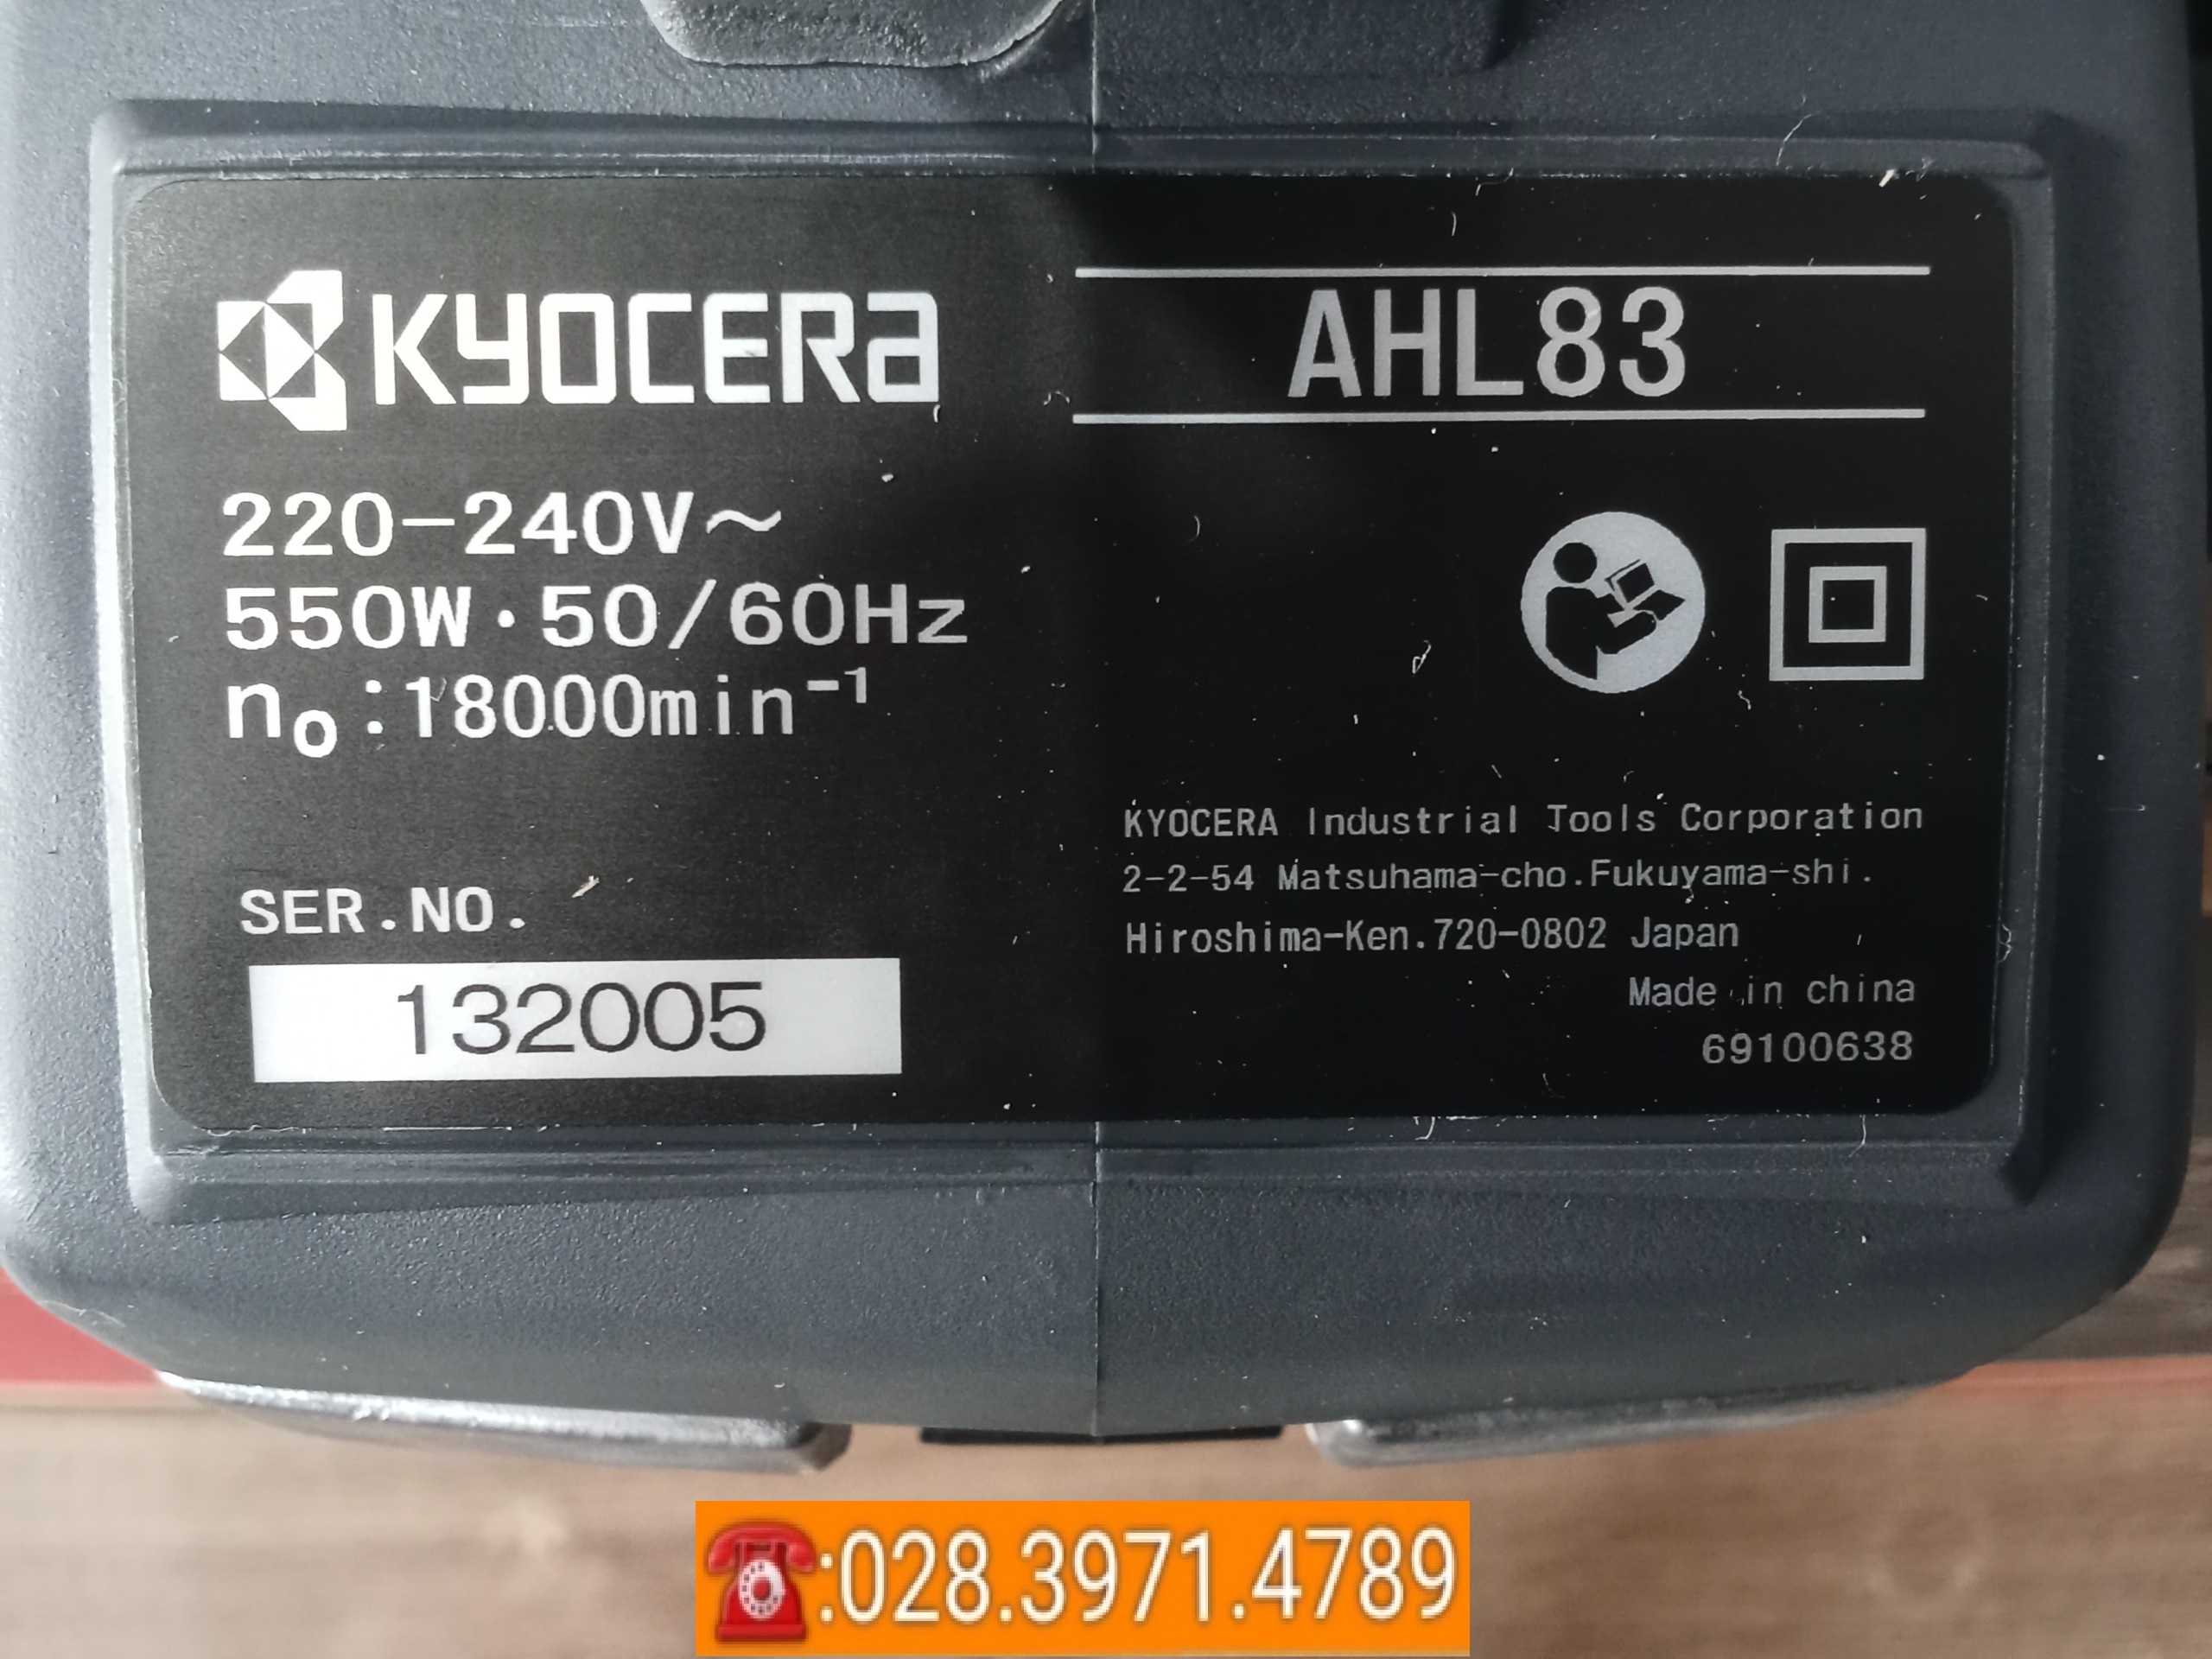 KYOCERA
AHL83
220-240V~
550W·50/60Hz
n₀:18000min⁻¹
SER.NO.
132005
KYOCERA Industrial Tools Corporation
2-2-54 Matsuhama-cho.Fukuyama-shi.
Hiroshima-Ken.720-0802 Japan
Made in china
69100638
☎:028.3971.4789